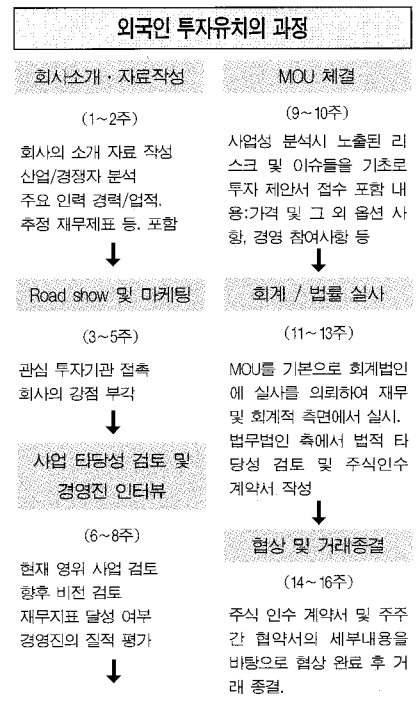 외국인 투자유치의 과정
회사소개·자료작성
(1~2주)
회사의 소개 자료 작성
산업/경쟁자 분석
주요 인력 경력/업적,
추정 재무제표 등. 포함
Road show 및 마케팅
(3~5주)
관심 투자기관 접촉
회사의 강점 부각
사업 타당성 검토 및
경영진 인터뷰
(6~8주)
현재 영위 사업 검토
향후 비전 검토
재무지표 달성 여부
경영진의 질적 평가
MOU 체결
(9~10주)
사업성 분석시 노출된 리
스크 및 이슈들을 기초로
투자 제안서 접수 포함 내
용:가격 및 그 외 옵션 사
항, 경영 참여사항 등
회계 / 법률 실사
(11~13주)
MOU를 기본으로 회계법인
에 실사를 의뢰하여 재무
및 회계적 측면에서 실시.
법무법인 측에서 법적 타
당성 검토 및 주식인수
계약서 작성
협상 및 거래종결
(14~16주)
주식 인수 계약서 및 주주
간 협약서의 세부내용을
바탕으로 협상 완료 후 거
래 종결.